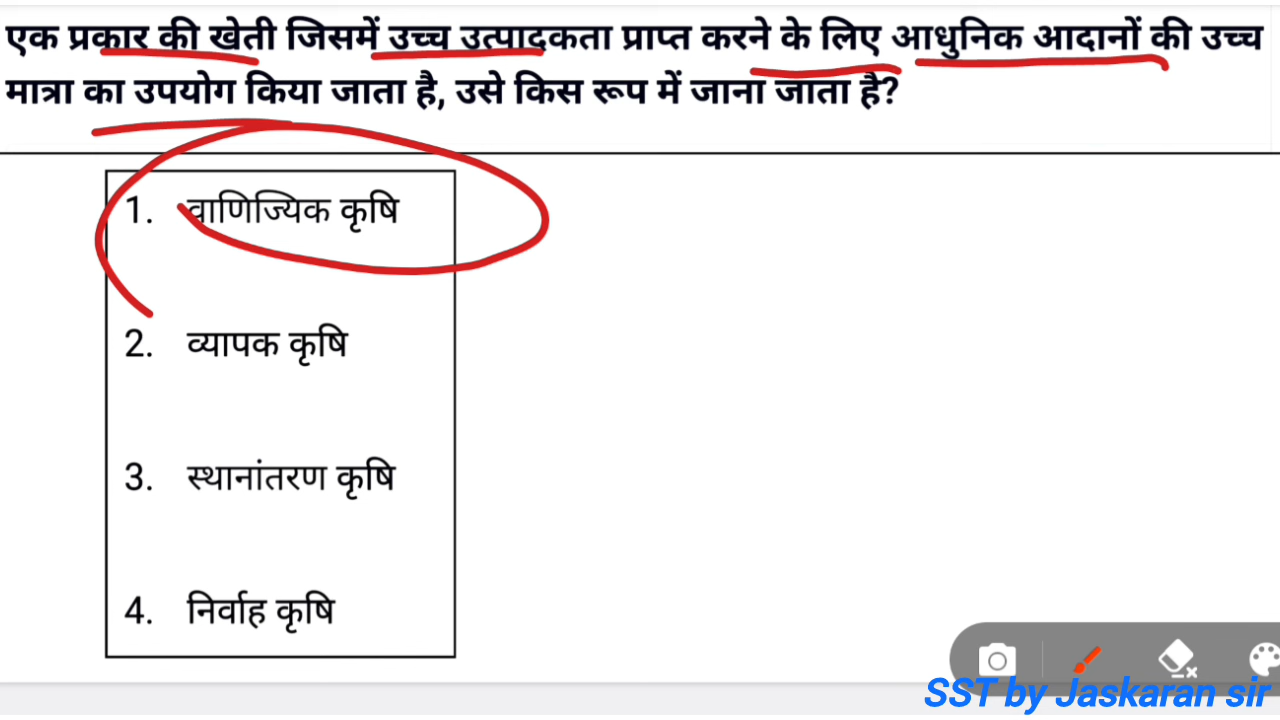 एक प्रकार की खेती जिसमें उच्च उत्पादकता प्राप्त करने के लिए आधुनिक आदानों की उच्च
मात्रा का उपयोग किया जाता है, उसे किस रूप में जाना जाता है?
1. वाणिज्यिक कृषि
2. व्यापक कृषि
3. स्थानांतरण कृषि
4. निर्वाह कृषि
SST by Jaskaran sir